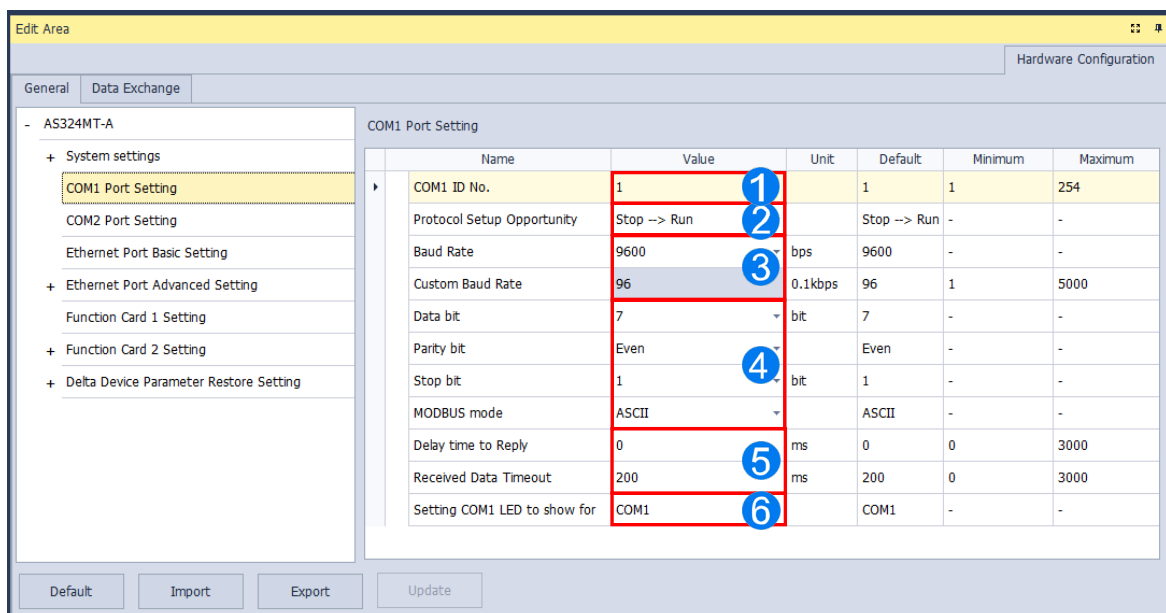 Edit Area
Hardware Configuration
General Data Exchange
- AS324MT-A
+ System settings
COM1 Port Setting
COM2 Port Setting
Ethernet Port Basic Setting
+ Ethernet Port Advanced Setting
Function Card 1 Setting
+ Function Card 2 Setting
+ Delta Device Parameter Restore Setting
COM1 Port Setting
Name Value Unit Default Minimum Maximum
COM1 ID No. 1 1 1 1 254
Protocol Setup Opportunity Stop --> Run 2 Stop --> Run - -
Baud Rate 9600 bps 9600 - -
3
Custom Baud Rate 96 0.1kbps 96 1 5000
Data bit 7 bit 7 - -
Parity bit Even Even - -
4
Stop bit 1 bit 1 - -
MODBUS mode ASCII ASCII - -
Delay time to Reply 0 ms 0 0 3000
5
Received Data Timeout 200 ms 200 0 3000
Setting COM1 LED to show for COM1 6 COM1 - -
Default Import Export Update